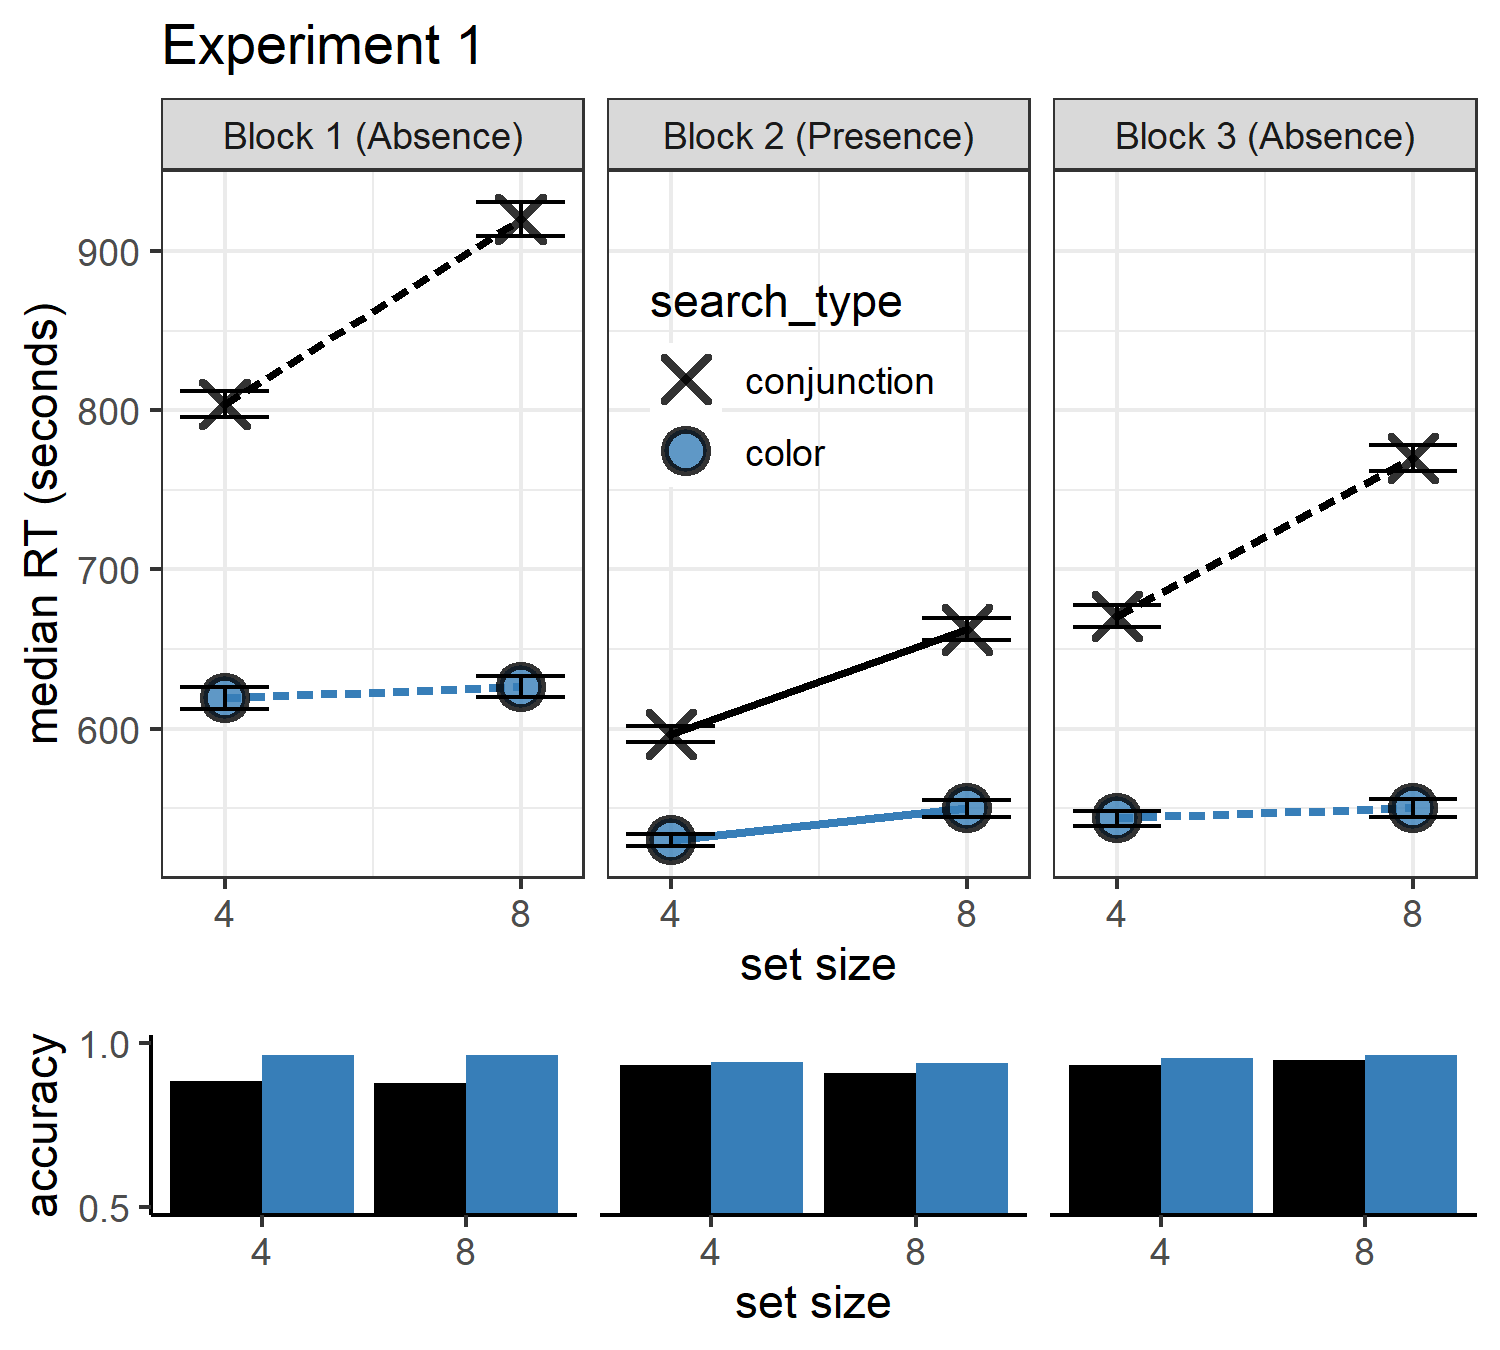 Experiment 1
Block 1 (Absence)
Block 2 (Presence)
Block 3 (Absence)
median RT (seconds)
900
800
700
600
search_type
conjunction
color
4
8
4
8
4
8
set size
accuracy
1.0
0.5
4
8
4
8
4
8
set size